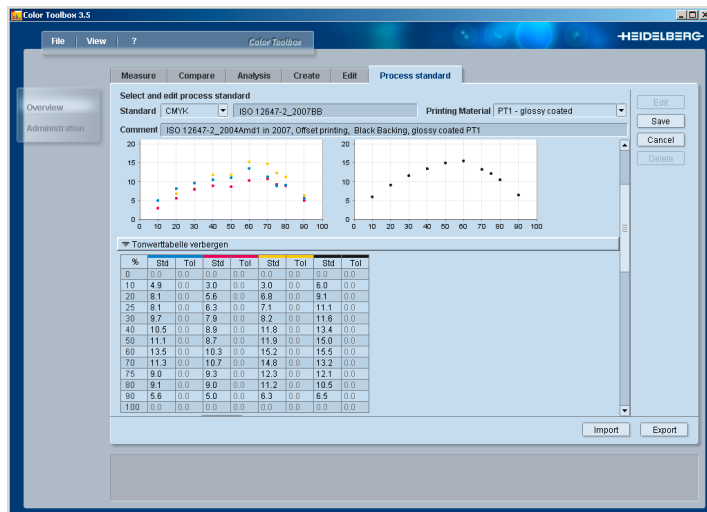 Color Toolbox 3.5
File | View | ? Color Toolbox
HEIDELBERG
Overview
Administration
Measure Compare Analysis Create Edit Process standard
Select and edit process standard
Standard CMYK ISO 12647-2_2007BB Printing Material PT1 - glossy coated
Comment ISO 12647-2_2004Amd1 in 2007, Offset printing, Black Backing, glossy coated PT1
Edit
Save
Cancel
Delete
20 20
15 15
10 10
5 5
0 0
0 10 20 30 40 50 60 70 80 90 100 0 10 20 30 40 50 60 70 80 90 100
Tonwerttabelle verbergen
% Std Tol Std Tol Std Tol Std Tol
0 0.0 0.0 0.0 0.0 0.0 0.0 0.0 0.0
10 4.9 0.0 3.0 0.0 3.0 0.0 6.0 0.0
20 8.1 0.0 5.6 0.0 6.8 0.0 9.1 0.0
25 8.1 0.0 6.3 0.0 7.1 0.0 11.1 0.0
30 9.7 0.0 7.9 0.0 8.2 0.0 11.6 0.0
40 10.5 0.0 8.9 0.0 11.8 0.0 13.4 0.0
50 11.1 0.0 8.7 0.0 11.9 0.0 15.0 0.0
60 13.5 0.0 10.3 0.0 15.2 0.0 15.5 0.0
70 11.3 0.0 10.7 0.0 14.8 0.0 13.2 0.0
75 9.0 0.0 9.3 0.0 12.3 0.0 12.1 0.0
80 9.1 0.0 9.0 0.0 11.2 0.0 10.5 0.0
90 5.6 0.0 5.0 0.0 6.3 0.0 6.5 0.0
100 0.0 0.0 0.0 0.0 0.0 0.0 0.0 0.0
Import Export